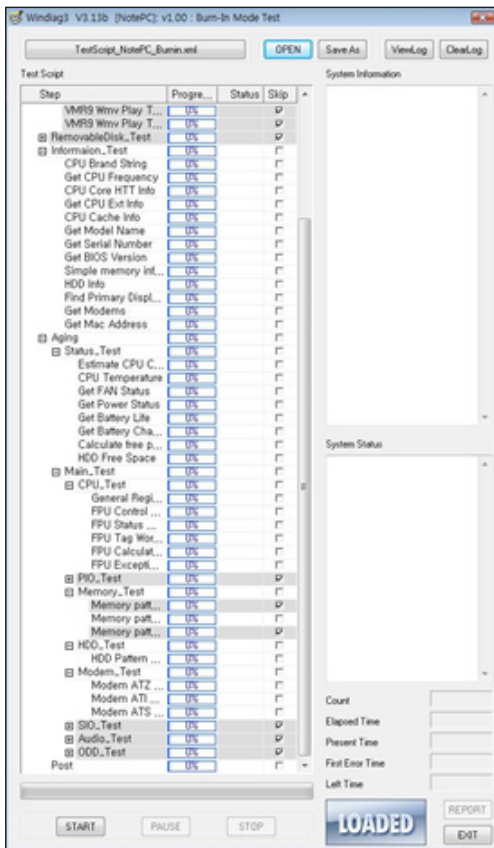 Windiag3 V3.13b [NotePC]: v1.00 : Burn-In Mode Test
TestScript_NotePC_Burnin.xml OPEN Save As ViewLog ClearLog
Test Script System Information
Step Progre... Status Skip
VMR9 Wmv Play T... 0%
VMR9 Wmv Play T... 0%
RemovableDisk_Test 0%
Informaion_Test 0%
CPU Brand String 0%
Get CPU Frequency 0%
CPU Core HTT Info 0%
Get CPU Ext Info 0%
CPU Cache Info 0%
Get Model Name 0%
Get Serial Number 0%
Get BIOS Version 0%
Simple memory inf... 0%
HDD Info 0%
Find Primary Displ... 0%
Get Modems 0%
Get Mac Address 0%
Aging 0%
Status_Test 0%
Estimate CPU C... 0%
CPU Temperature 0%
Get FAN Status 0%
Get Power Status 0%
Get Battery Life 0%
Get Battery Cha... 0%
Calculate free p... 0%
HDD Free Space 0%
System Status
Main_Test 0%
CPU_Test 0%
General Regi... 0%
FPU Control ... 0%
FPU Status ... 0%
FPU Tag Wor... 0%
FPU Calculat... 0%
FPU Excepti... 0%
PIO_Test 0%
Memory_Test 0%
Memory patt... 0%
Memory patt... 0%
Memory patt... 0%
HDD_Test 0%
HDD Pattern ... 0%
Modem_Test 0%
Modem ATZ ... 0%
Modem ATI ... 0%
Modem ATS ... 0%
SIO_Test 0%
Audio_Test 0%
ODD_Test 0%
Post 0%
Count
Elapsed Time
Present Time
First Error Time
Left Time
START PAUSE STOP LOADED REPORT
EXIT